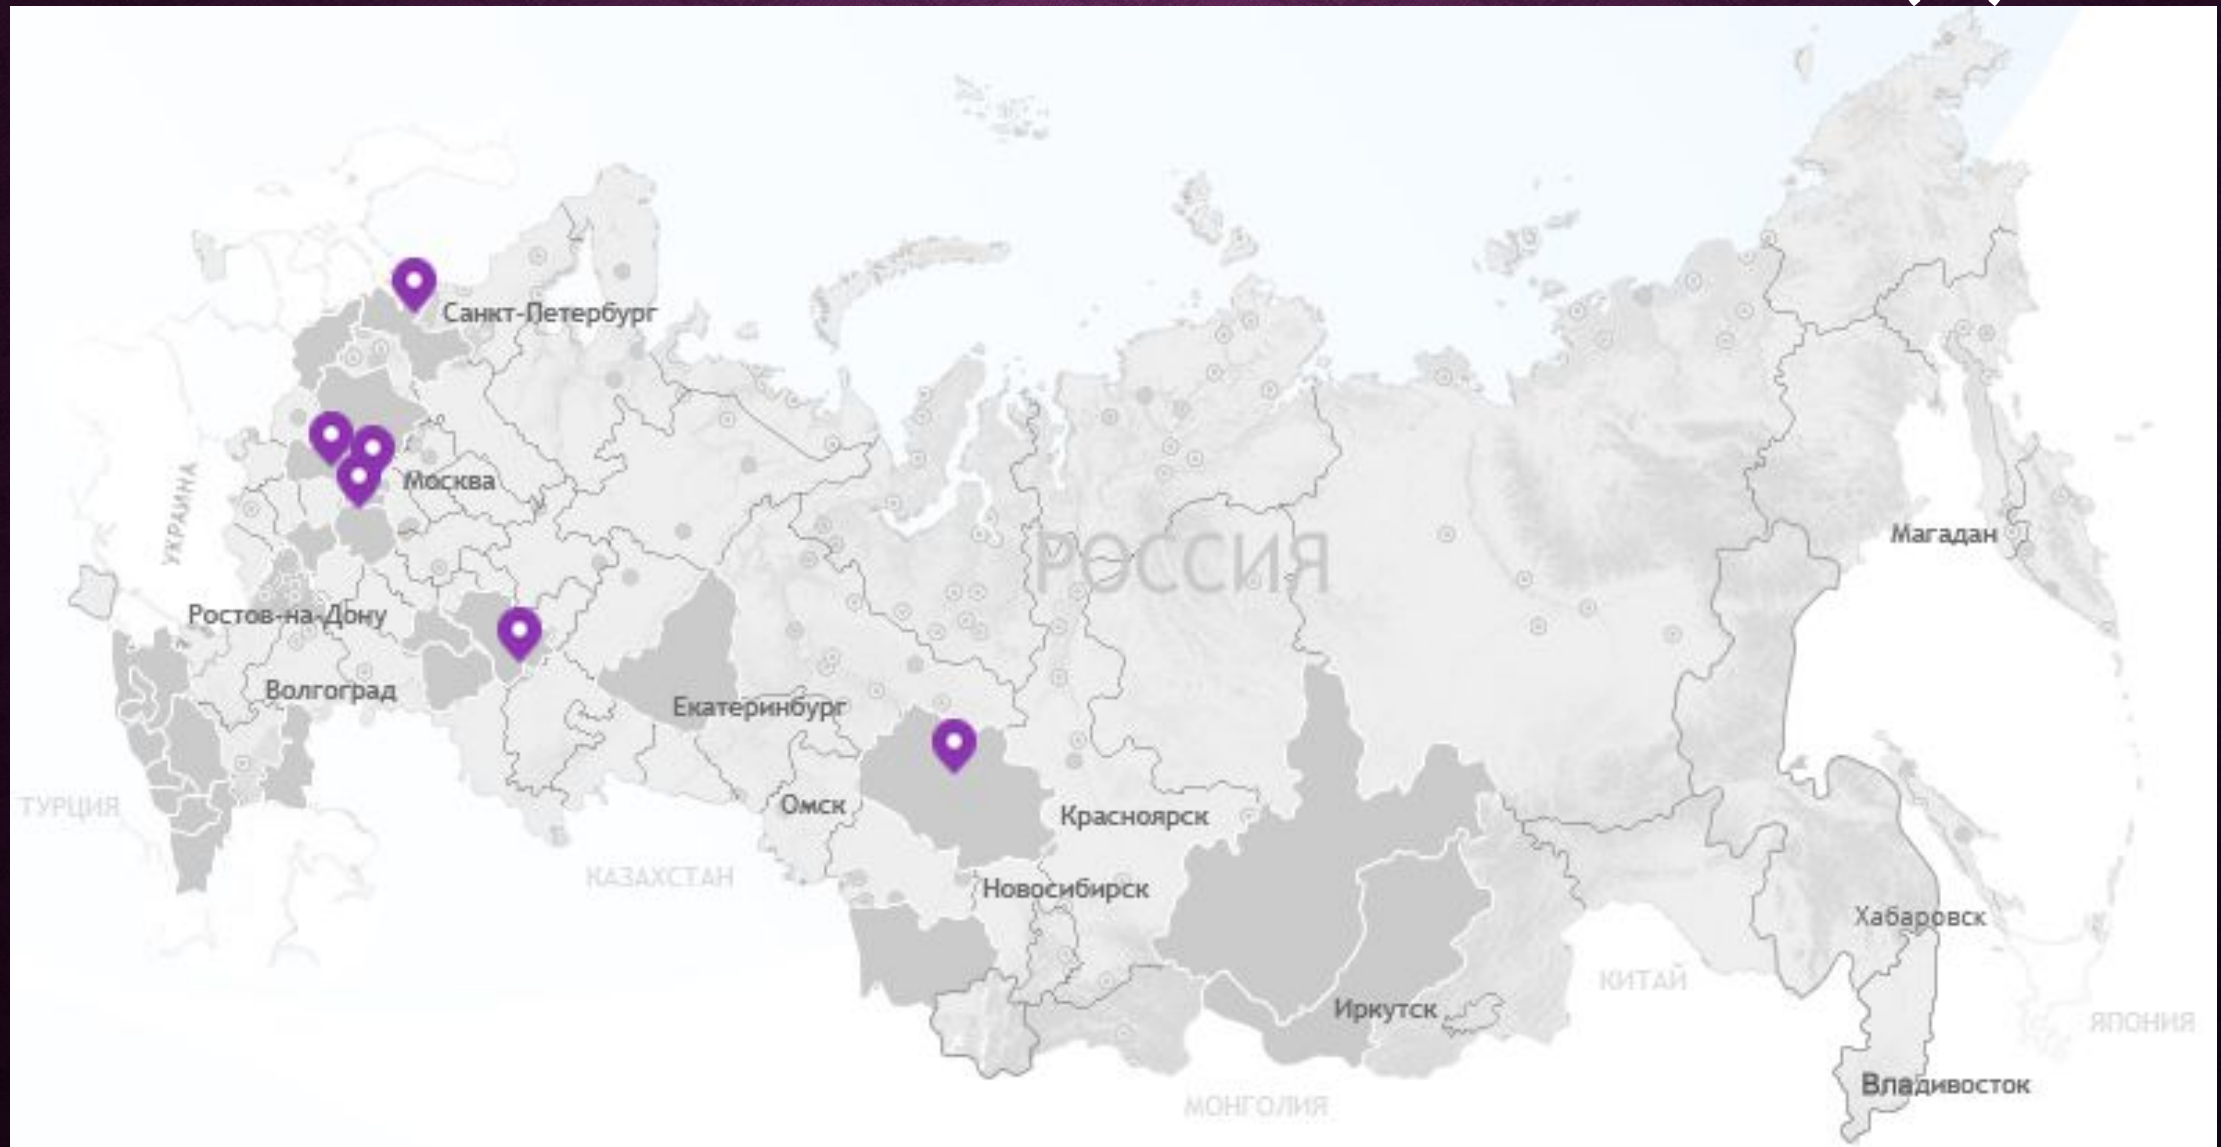 Санкт-Петербург
Москва
УКРАИНА
РОССИЯ
Магадан
Ростов-на-Дону
Волгоград
Екатеринбург
ТУРЦИЯ
Омск
Красноярск
КАЗАХСТАН
Новосибирск
Хабаровск
КИТАЙ
Иркутск
ЯПОНИЯ
Владивосток
МОНГОЛИЯ